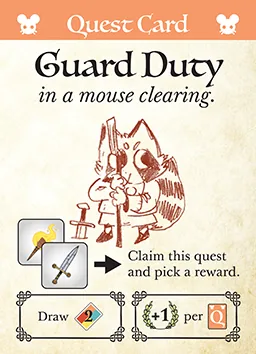 Quest Card
Guard Duty
in a mouse clearing.
Claim this quest
and pick a reward.
Draw 2
+1 per Q